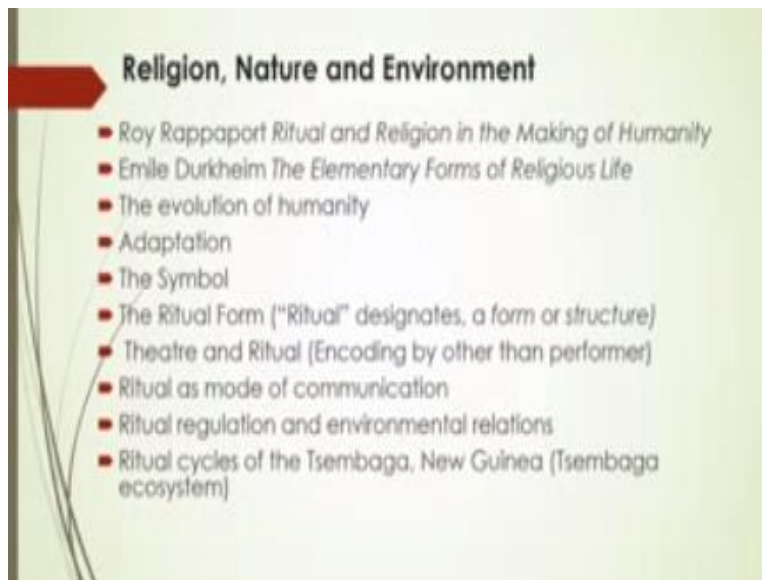 Religion, Nature and Environment
Roy Rappaport Ritual and Religion in the Making of Humanity
Emile Durkheim The Elementary Forms of Religious Life
The evolution of humanity
Adaptation
The Symbol
The Ritual Form ("Ritual" designates, a form or structure)
Theatre and Ritual (Encoding by other than performer)
Ritual as mode of communication
Ritual regulation and environmental relations
Ritual cycles of the Tsembaga, New Guinea (Tsembaga
ecosystem)